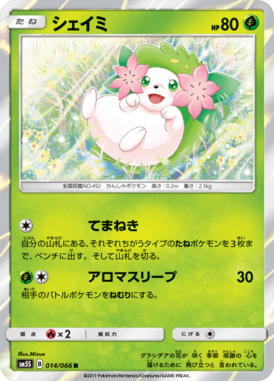 たね シェイミ HP80
全国図鑑NO.492 かんしゃポケモン 高さ:0.2m 重さ:2.1kg
てまねき
自分の山札にある、それぞれちがうタイプのたねポケモンを3枚
まで、ベンチに出す。そして山札を切る。
アロマスリープ 30
相手のバトルポケモンをねむりにする。
弱点 ×2 抵抗力 にげる
Illus.Mizue
グラシデアの花が 咲く 季節 感謝の心を
届けるために 飛び立つと言われている。
SM5S 014/066 R
©2017 Pokémon/Nintendo/Creatures/GAME FREAK.